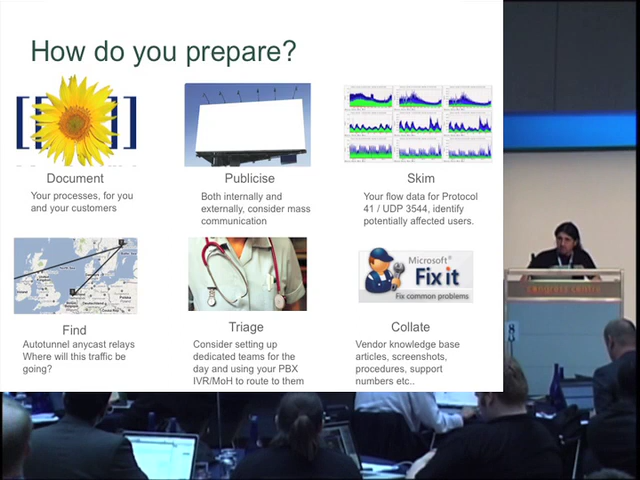 How do you prepare?
[[ ]]
Document
Your processes, for you
and your customers
Publicise
Both internally and
externally, consider mass
communication
Skim
Your flow data for Protocol
41 / UDP 3544, identify
potentially affected users.
Find
Autotunnel anycast relays
Where will this traffic be
going?
Triage
Consider setting up
dedicated teams for the
day and using your PBX
IVR/MoH to route to them
Microsoft®
Fix it
Fix common problems
Collate
Vendor knowledge base
articles, screenshots,
procedures, support
numbers etc..